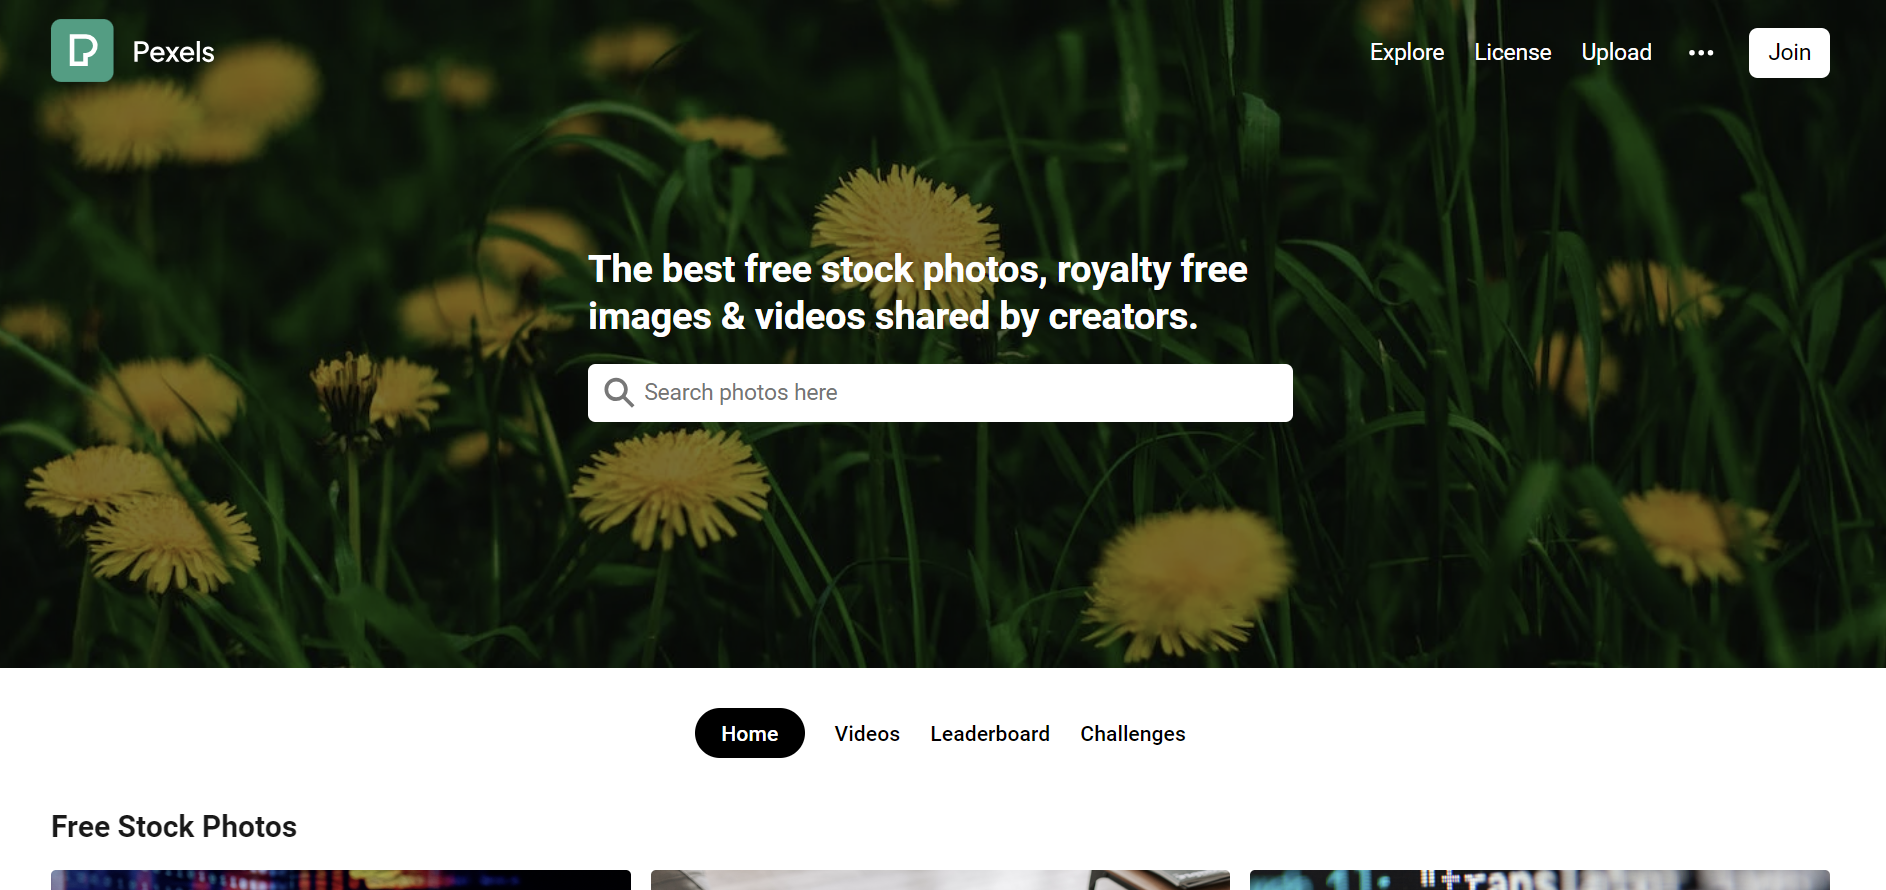 Pexels
Explore License Upload
Join
The best free stock photos, royalty free
images & videos shared by creators.
Search photos here
Home Videos Leaderboard Challenges
Free Stock Photos